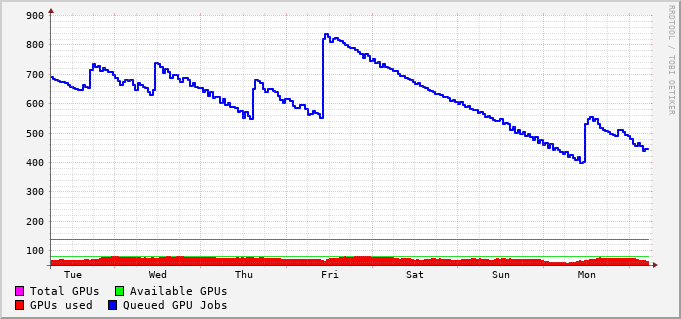 900
800
700
600
500
400
300
200
100
Tue Wed Thu Fri Sat Sun Mon
Total GPUs Available GPUs
GPUs used Queued GPU Jobs
RRDTOOL / TOBI OETIKER